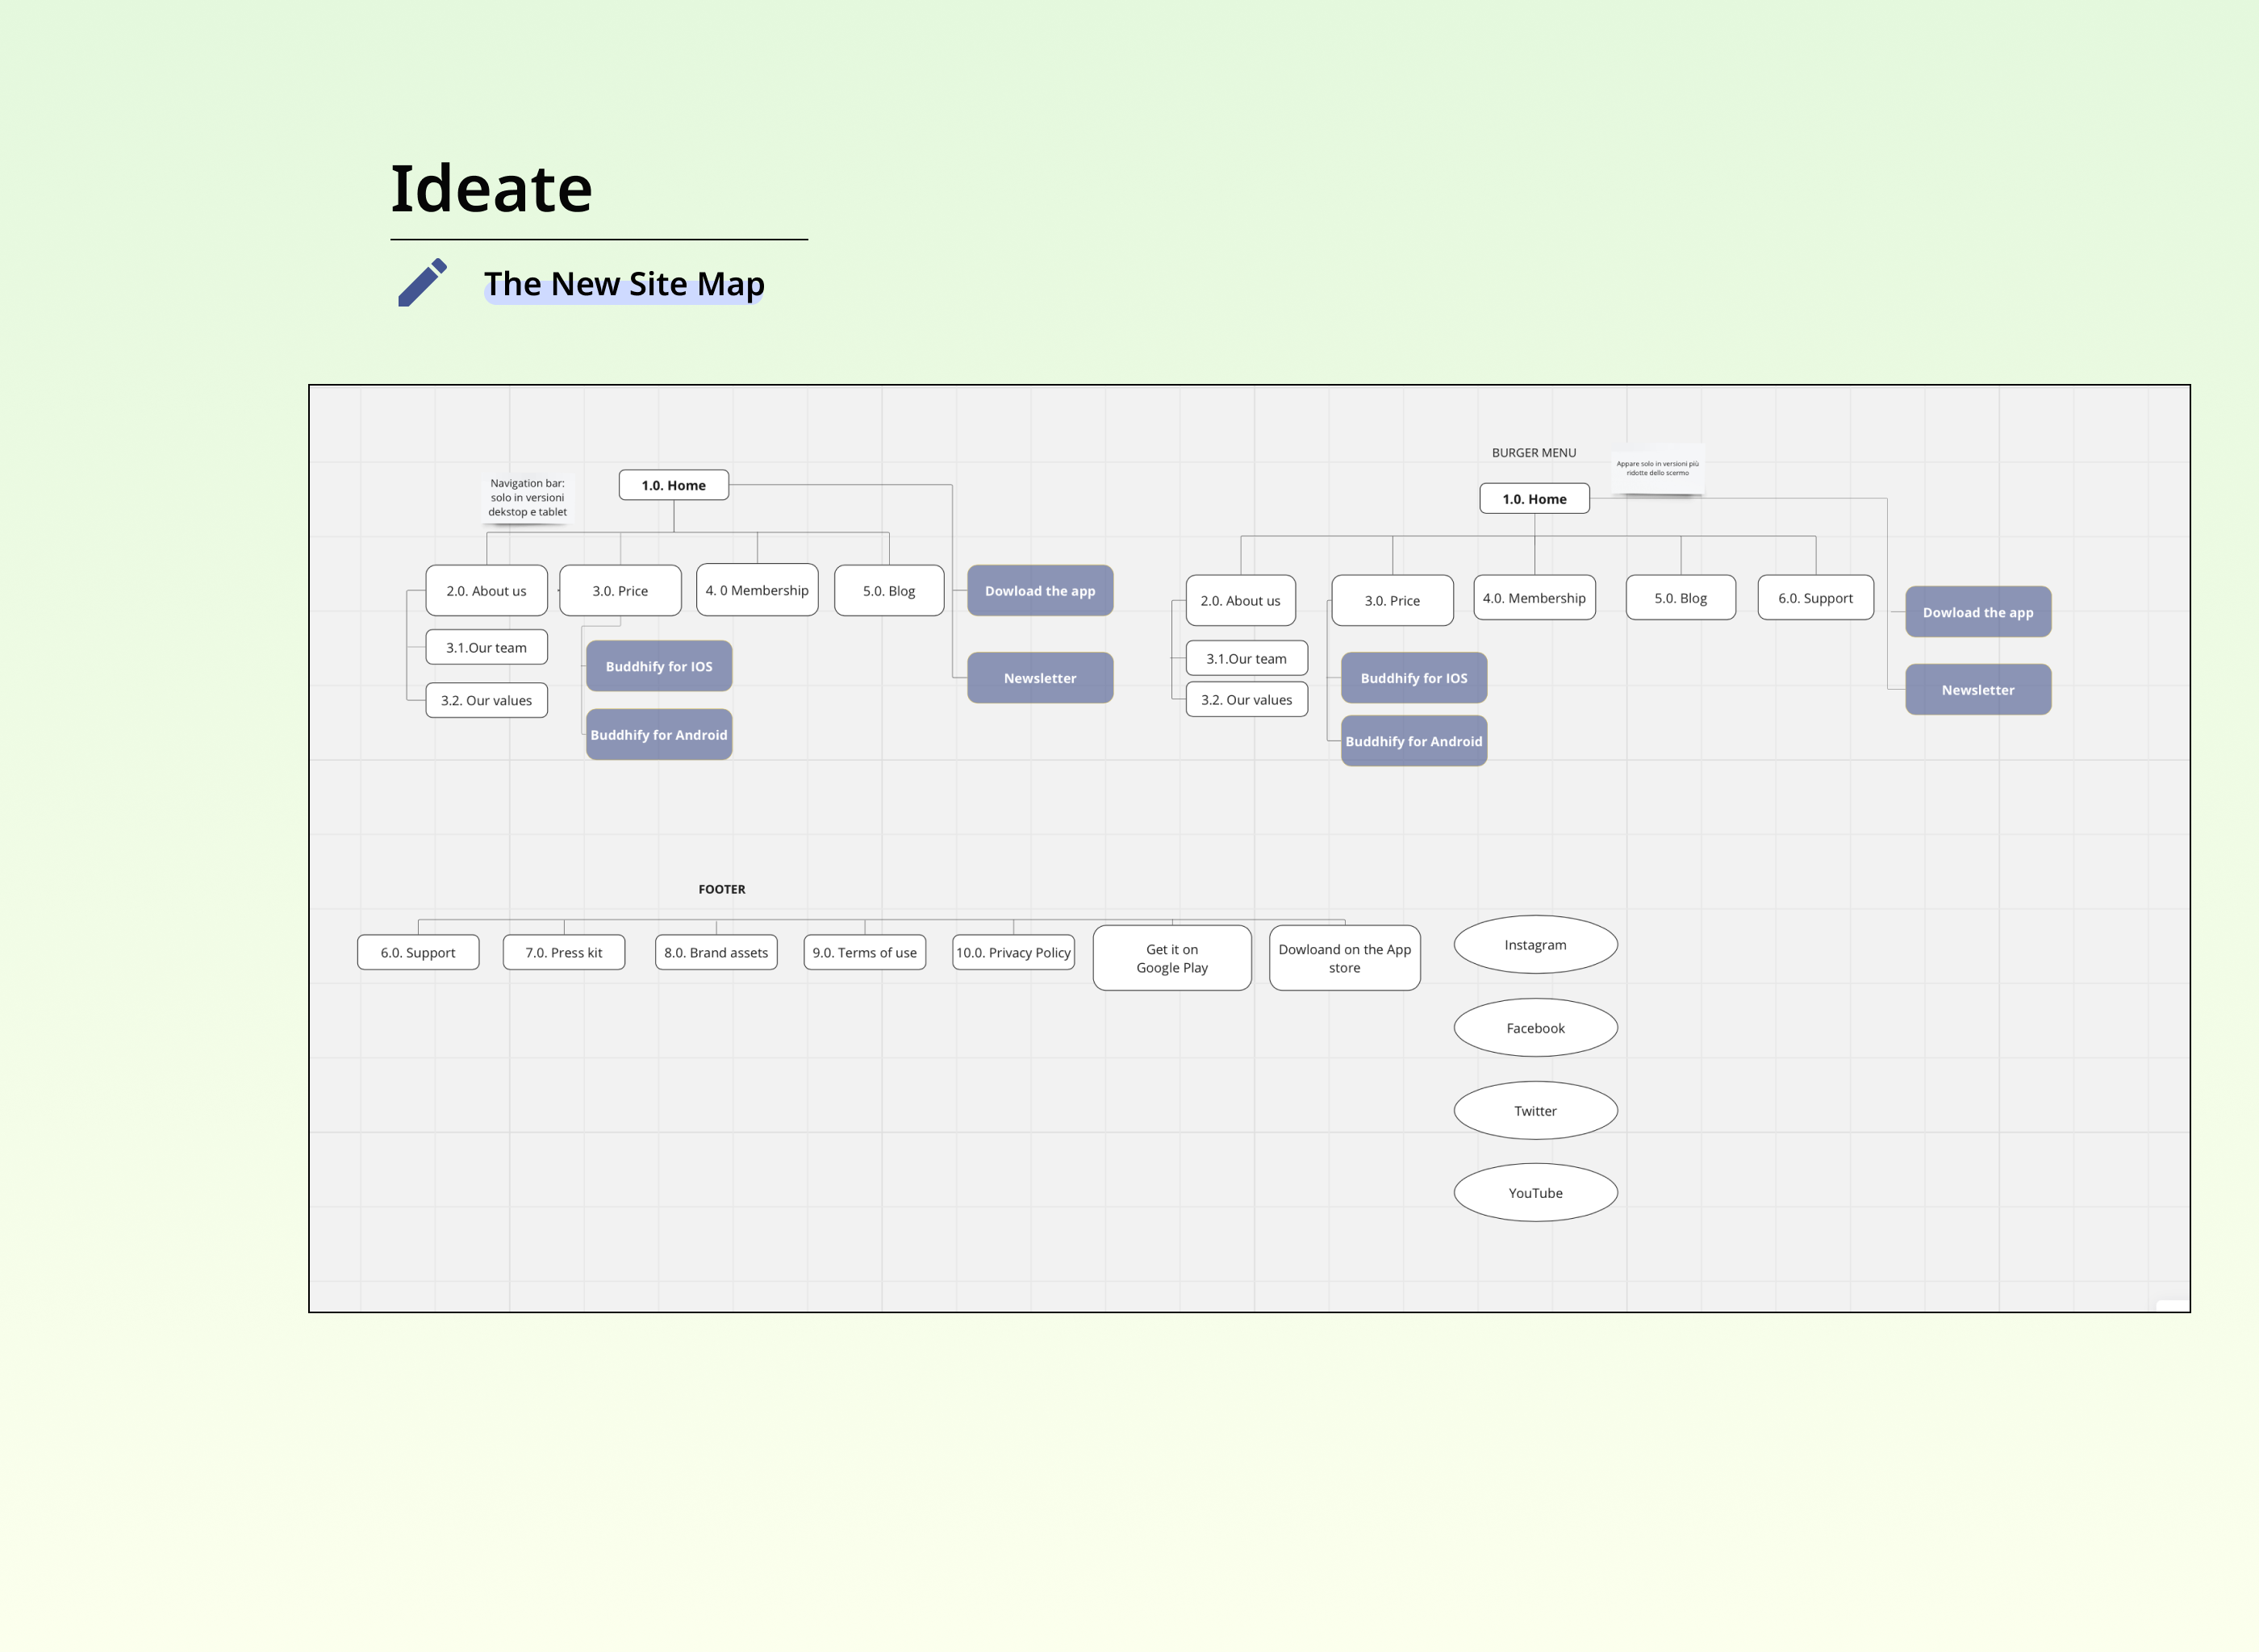 Ideate
The New Site Map
Navigation bar:
solo in versioni
dekstop e tablet
1.0. Home
2.0. About us
3.0. Price
4. 0 Membership
5.0. Blog
Dowload the app
3.1.Our team
Buddhify for IOS
Newsletter
3.2. Our values
Buddhify for Android
BURGER MENU
Appare solo in versioni più
ridotte dello scermo
1.0. Home
2.0. About us
3.0. Price
4.0. Membership
5.0. Blog
6.0. Support
Dowload the app
3.1.Our team
Buddhify for IOS
Newsletter
3.2. Our values
Buddhify for Android
FOOTER
6.0. Support
7.0. Press kit
8.0. Brand assets
9.0. Terms of use
10.0. Privacy Policy
Get it on
Google Play
Dowloand on the App
store
Instagram
Facebook
Twitter
YouTube